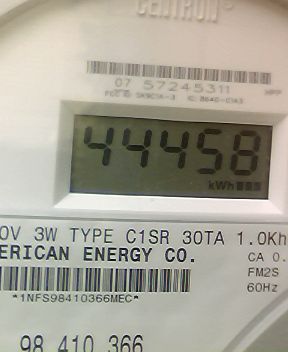 CENTRON®
07 57245311
44458
kWh
0V 3W TYPE C1SR 30TA 1.0Kh
ERICAN ENERGY CO.
CA 0.
FM2S
*1NFS98410366MEC*
60Hz
98 410 366